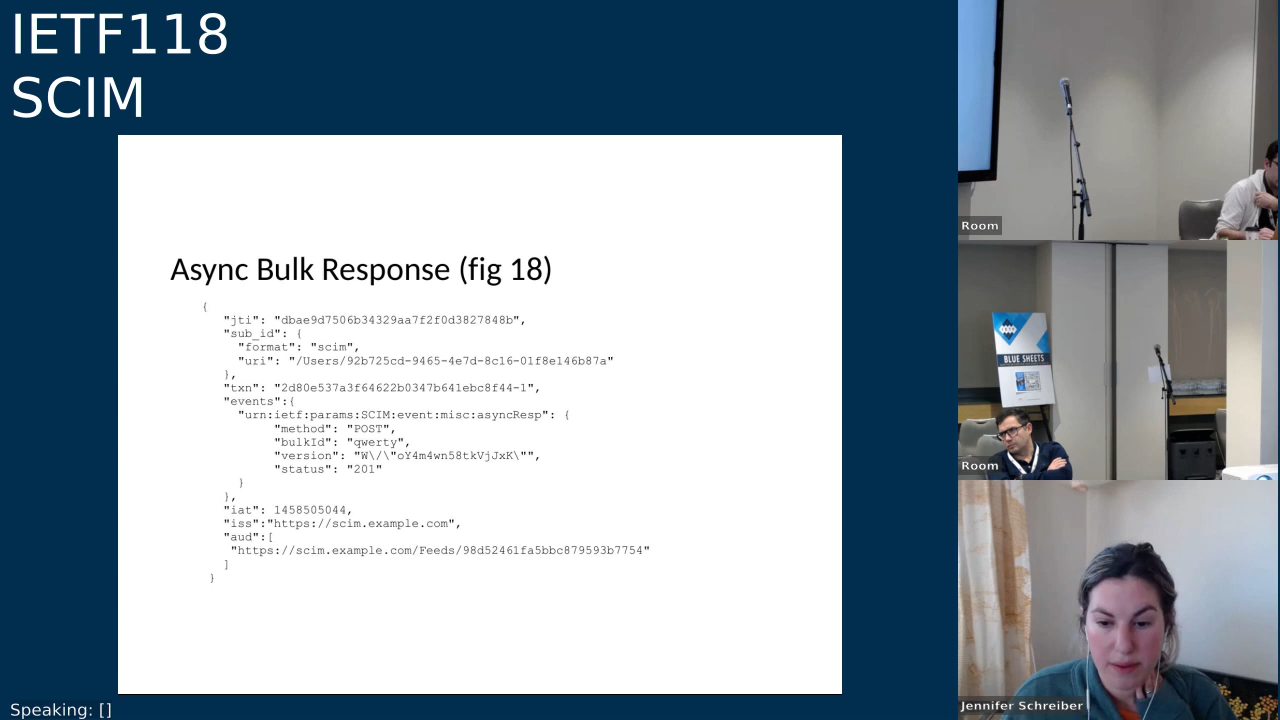 IETF118
SCIM
Async Bulk Response (fig 18)
{
"jti": "dbae9d7506b34329aa7f2f0d3827848b",
"sub_id": {
"format": "scim",
"uri": "/Users/92b725cd-9465-4e7d-8c16-01f8e146b87a"
},
"txn": "2d80e537a3f64622b0347b641ebc8f44-1",
"events":{
"urn:ietf:params:SCIM:event:misc:asyncResp": {
"method": "POST",
"bulkId": "qwerty",
"version": "W\/\"oY4m4wn58tkVjJxK\"",
"status": "201"
}
},
"iat": 1458505044,
"iss":"https://scim.example.com",
"aud":[
"https://scim.example.com/Feeds/98d52461fa5bbc879593b7754"
]
}
Speaking: []
Room
BLUE SHEETS
Room
Jennifer Schreiber